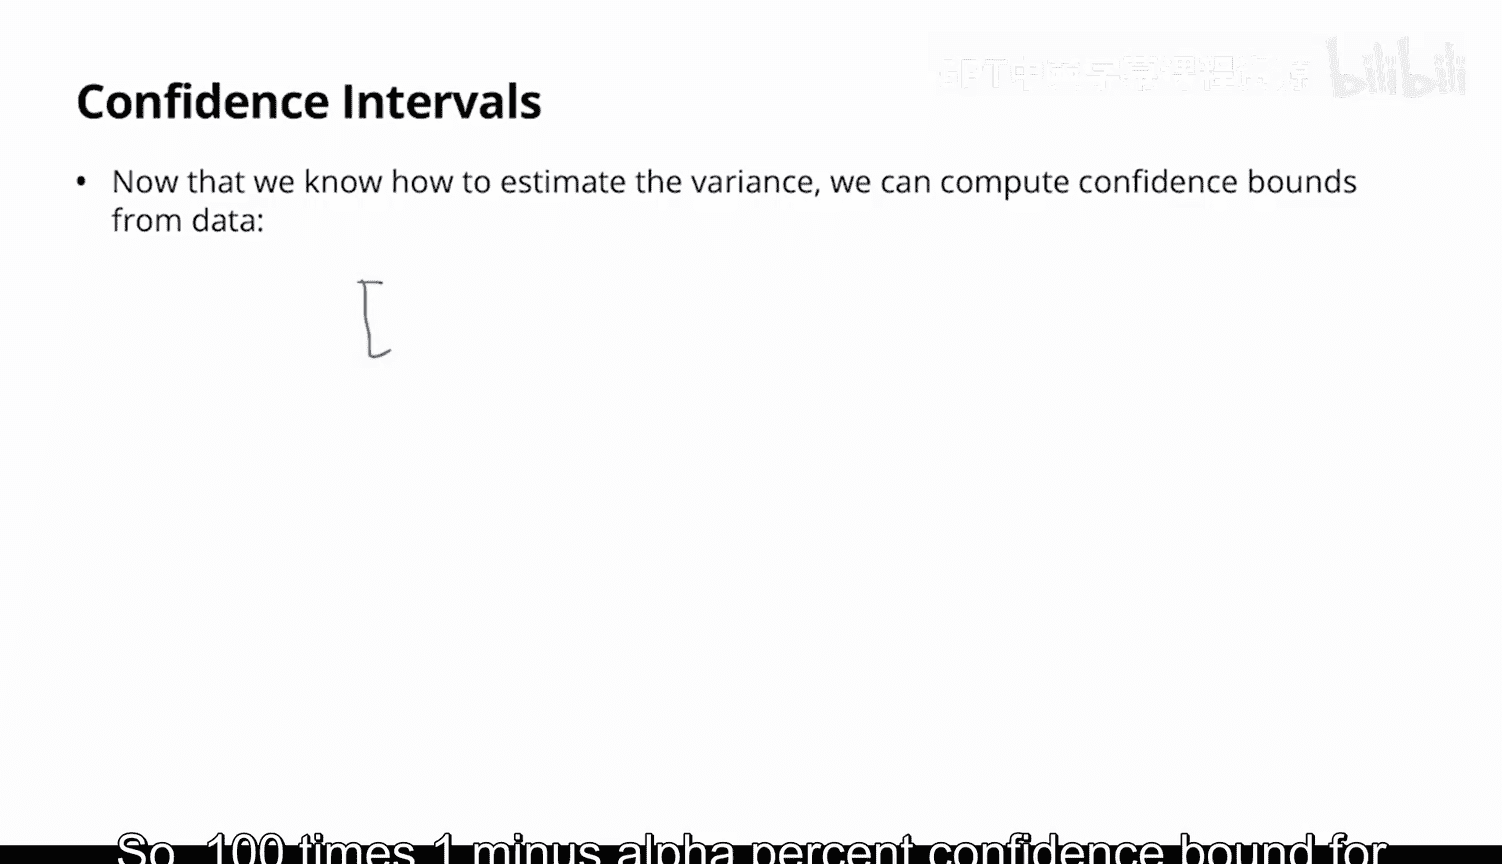 bilibili
Confidence Intervals
• Now that we know how to estimate the variance, we can compute confidence bounds
from data:
[
So, 100 times 1 minus alpha percent confidence bound for